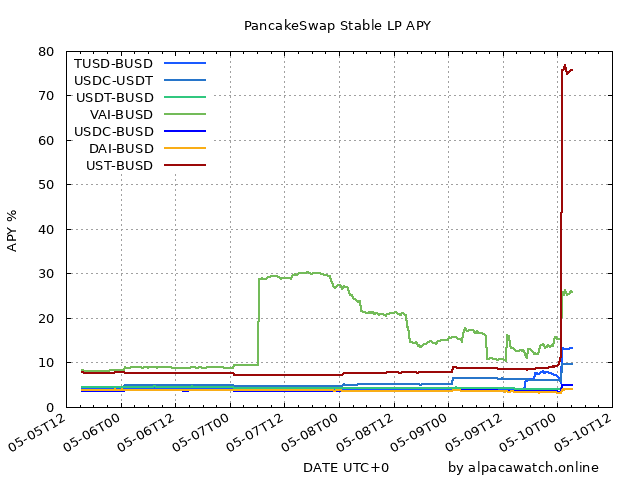 PancakeSwap Stable LP APY
80
70
60
50
40
30
20
10
0
APY %
TUSD-BUSD
USDC-USDT
USDT-BUSD
VAI-BUSD
USDC-BUSD
DAI-BUSD
UST-BUSD
05-05T12
05-06T00
05-06T12
05-07T00
05-07T12
05-08T00
05-08T12
05-09T00
05-09T12
05-10T00
05-10T12
DATE UTC+0
by alpacawatch.online